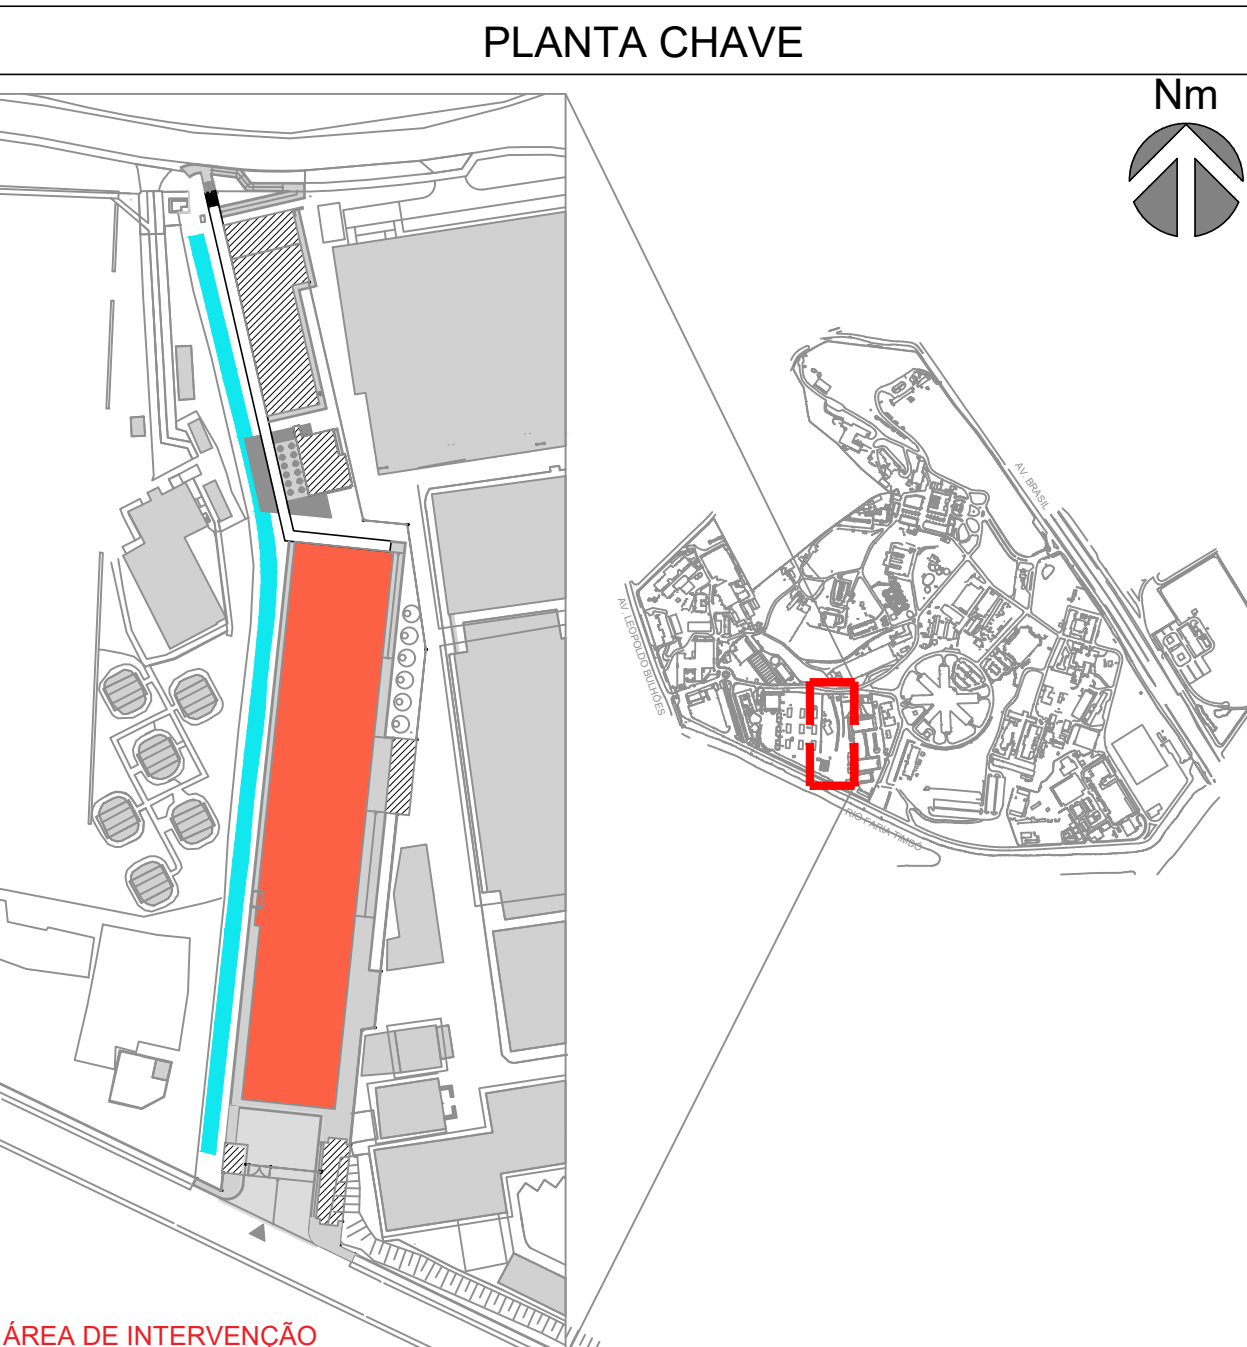 PLANTA CHAVE
Nm
AV. BRASIL
AV . LEOPOLDO BULHÕES
RIO FARIA TIMBÓ
ÁREA DE INTERVENÇÃO